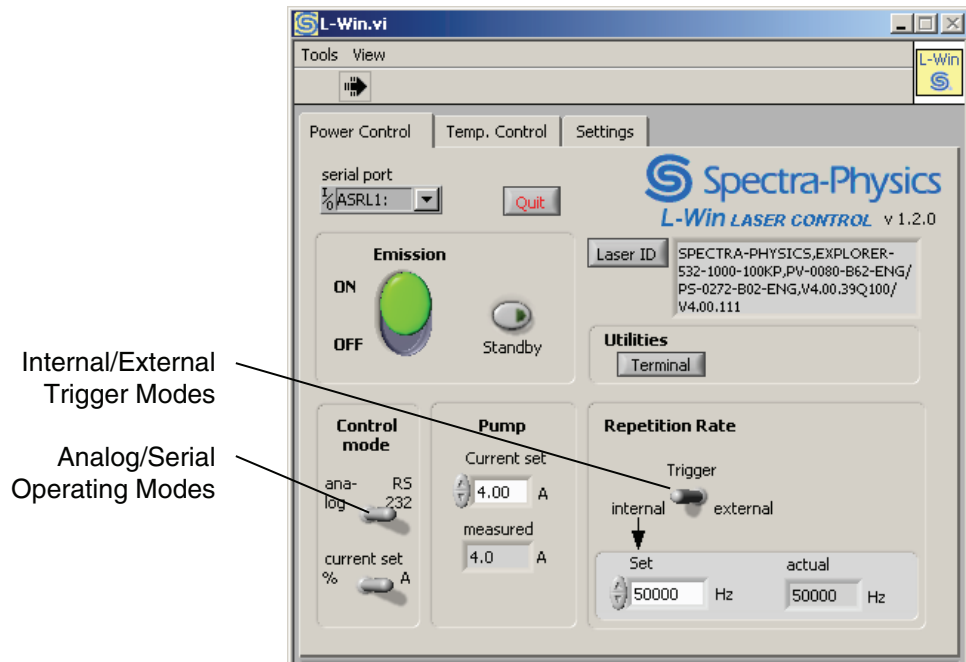 L-Win.vi
Tools View
L-Win
Power Control
Temp. Control
Settings
serial port
I/O ASRL1:
Quit
Spectra-Physics
L-Win LASER CONTROL v 1.2.0
Emission
ON
OFF
Standby
Laser ID
SPECTRA-PHYSICS,EXPLORER-
532-1000-100KP,PV-0080-B62-ENG/
PS-0272-B02-ENG,V4.00.39Q100/
V4.00.111
Utilities
Terminal
Internal/External
Trigger Modes
Analog/Serial
Operating Modes
Control
mode
ana- RS
log 232
current set
% A
Pump
Current set
4.00 A
measured
4.0 A
Repetition Rate
Trigger
internal external
Set actual
50000 Hz 50000 Hz